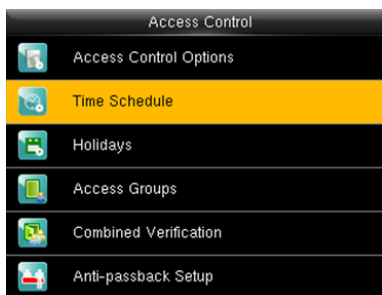 Access Control
Access Control Options
Time Schedule
Holidays
Access Groups
Combined Verification
Anti-passback Setup